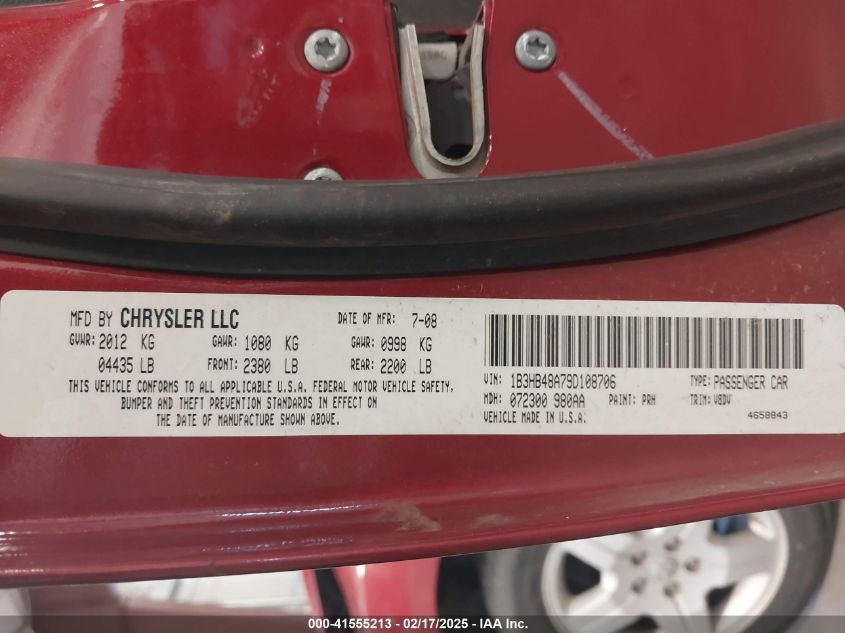 MFD BY CHRYSLER LLC
DATE OF MFR: 7-08
GVWR: 2012 KG
GAWR: 1080 KG
GAWR: 0998 KG
04435 LB
FRONT: 2380 LB
REAR: 2200 LB
THIS VEHICLE CONFORMS TO ALL APPLICABLE U.S.A. FEDERAL MOTOR VEHICLE SAFETY,
BUMPER AND THEFT PREVENTION STANDARDS IN EFFECT ON
THE DATE OF MANUFACTURE SHOWN ABOVE.
VIN: 1B3HB48A79D108706
TYPE: PASSENGER CAR
MDH: 072300 980AA
PAINT: PRH
TRIM: V8DV
VEHICLE MADE IN U.S.A.
4658843
000-41555213 - 02/17/2025 - IAA Inc.